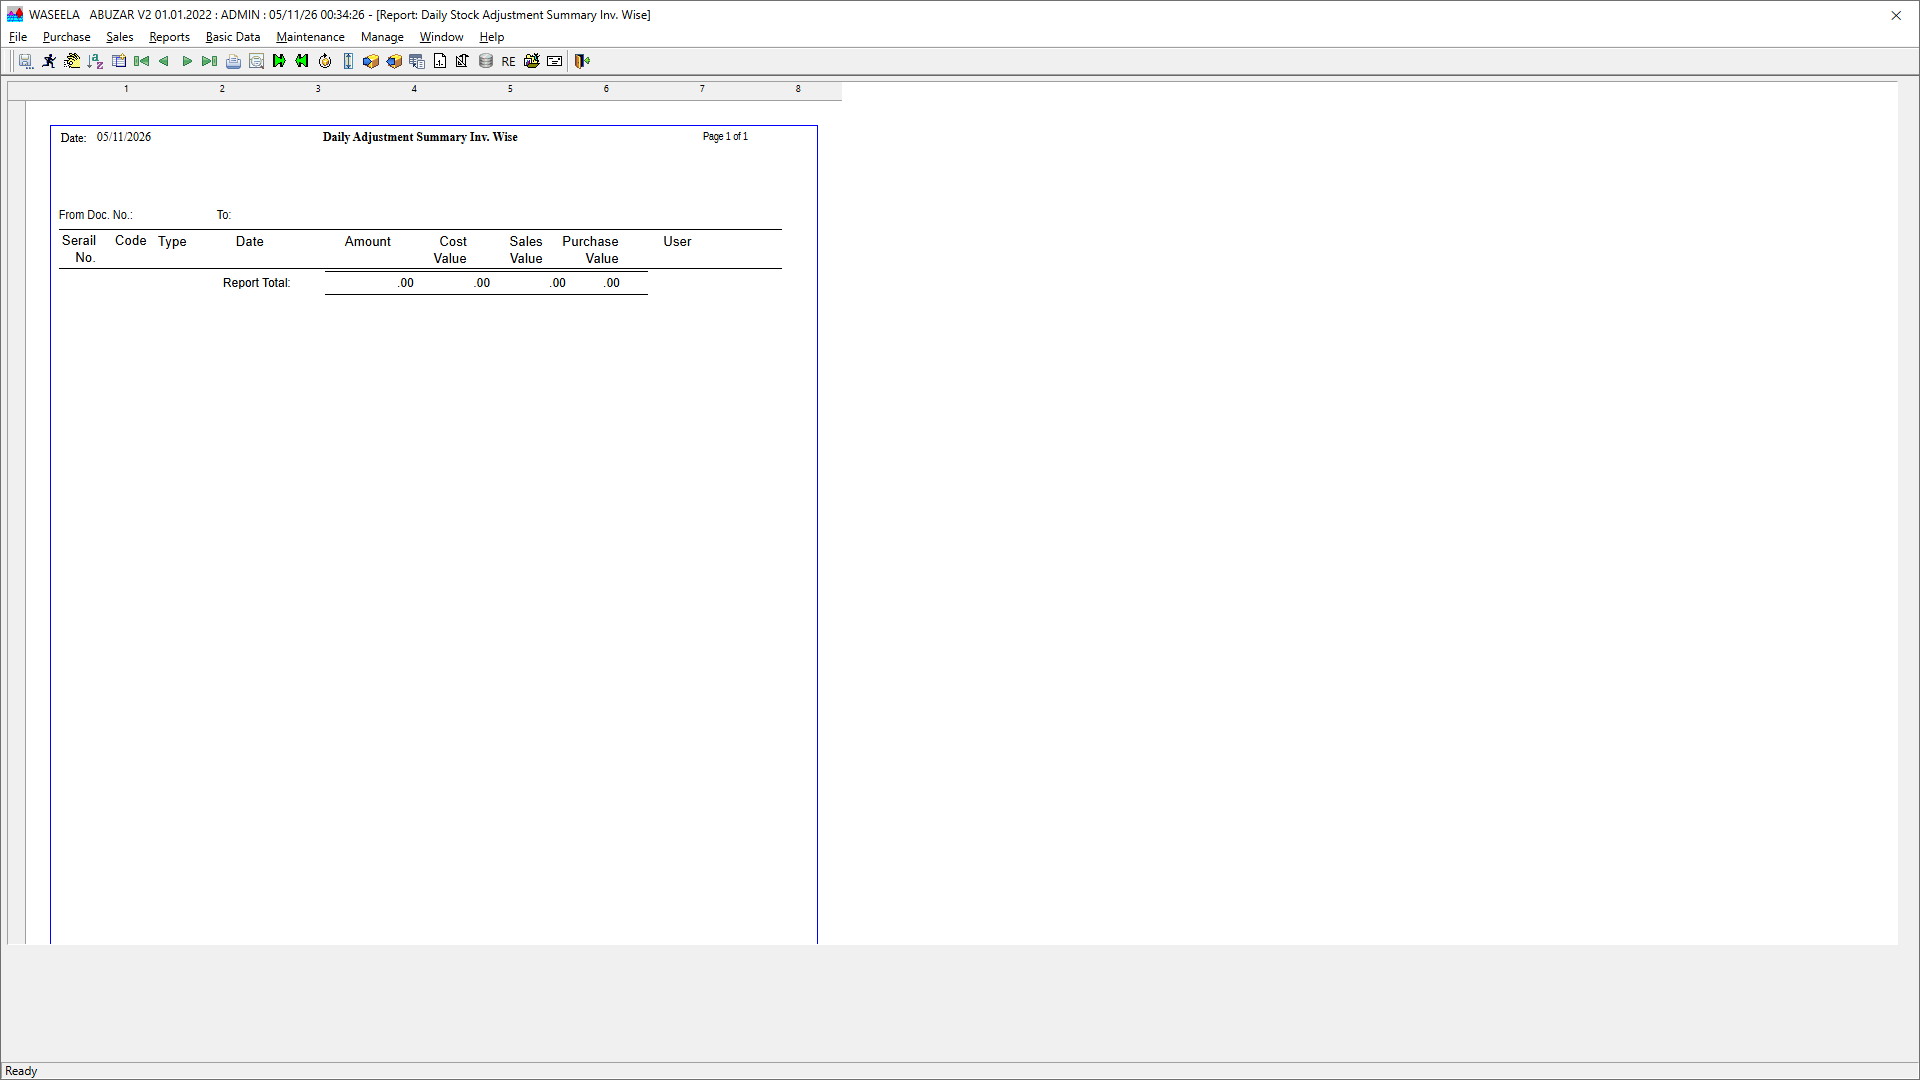 WASEELA   ABUZAR V2 01.01.2022 : ADMIN : 05/11/26 00:34:26 - [Report: Daily Stock Adjustment Summary Inv. Wise]
File Purchase Sales Reports Basic Data Maintenance Manage Window Help
RE
1 2 3 4 5 6 7 8
Date: 05/11/2026 Daily Adjustment Summary Inv. Wise Page 1 of 1
From Doc. No.: To:
Serail Code Type Date Amount Cost Sales Purchase User
No. Value Value Value
Report Total: .00 .00 .00 .00
Ready